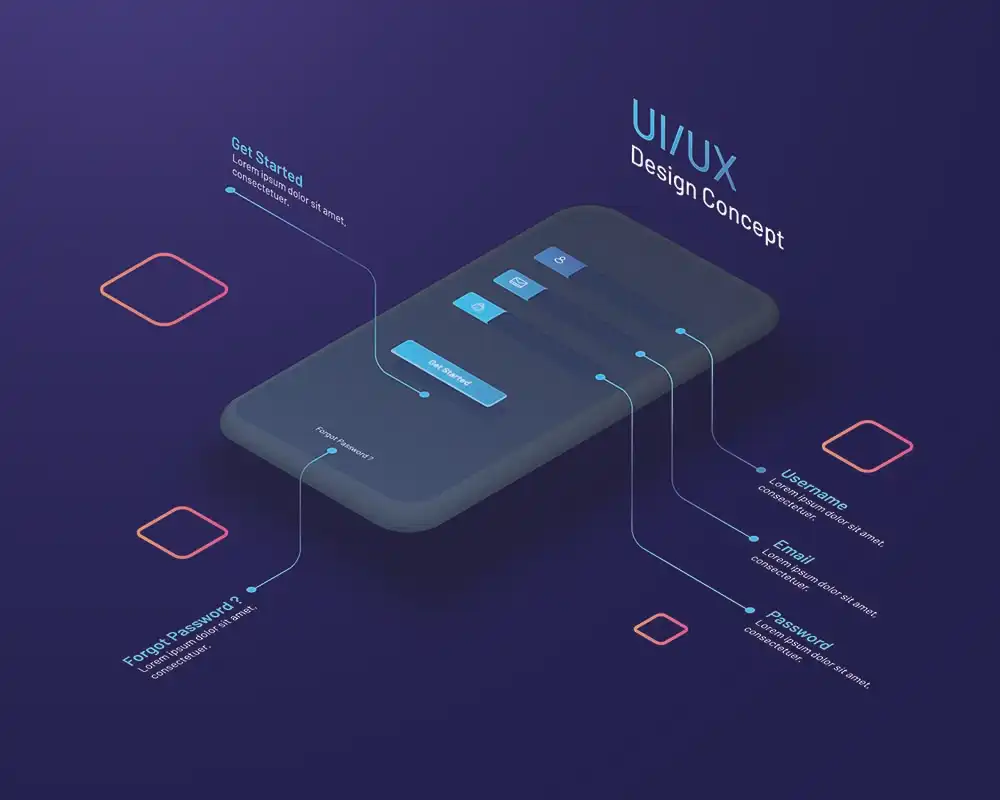 UI/UX
Design Concept
Get Started
Lorem ipsum dolor sit amet,
consectetuer.
Get Started
Forgot Password ?
Username
Lorem ipsum dolor sit amet,
consectetuer.
Email
Lorem ipsum dolor sit amet,
consectetuer.
Password
Lorem ipsum dolor sit amet,
consectetuer.
Forgot Password ?
Lorem ipsum dolor sit amet,
consectetuer.